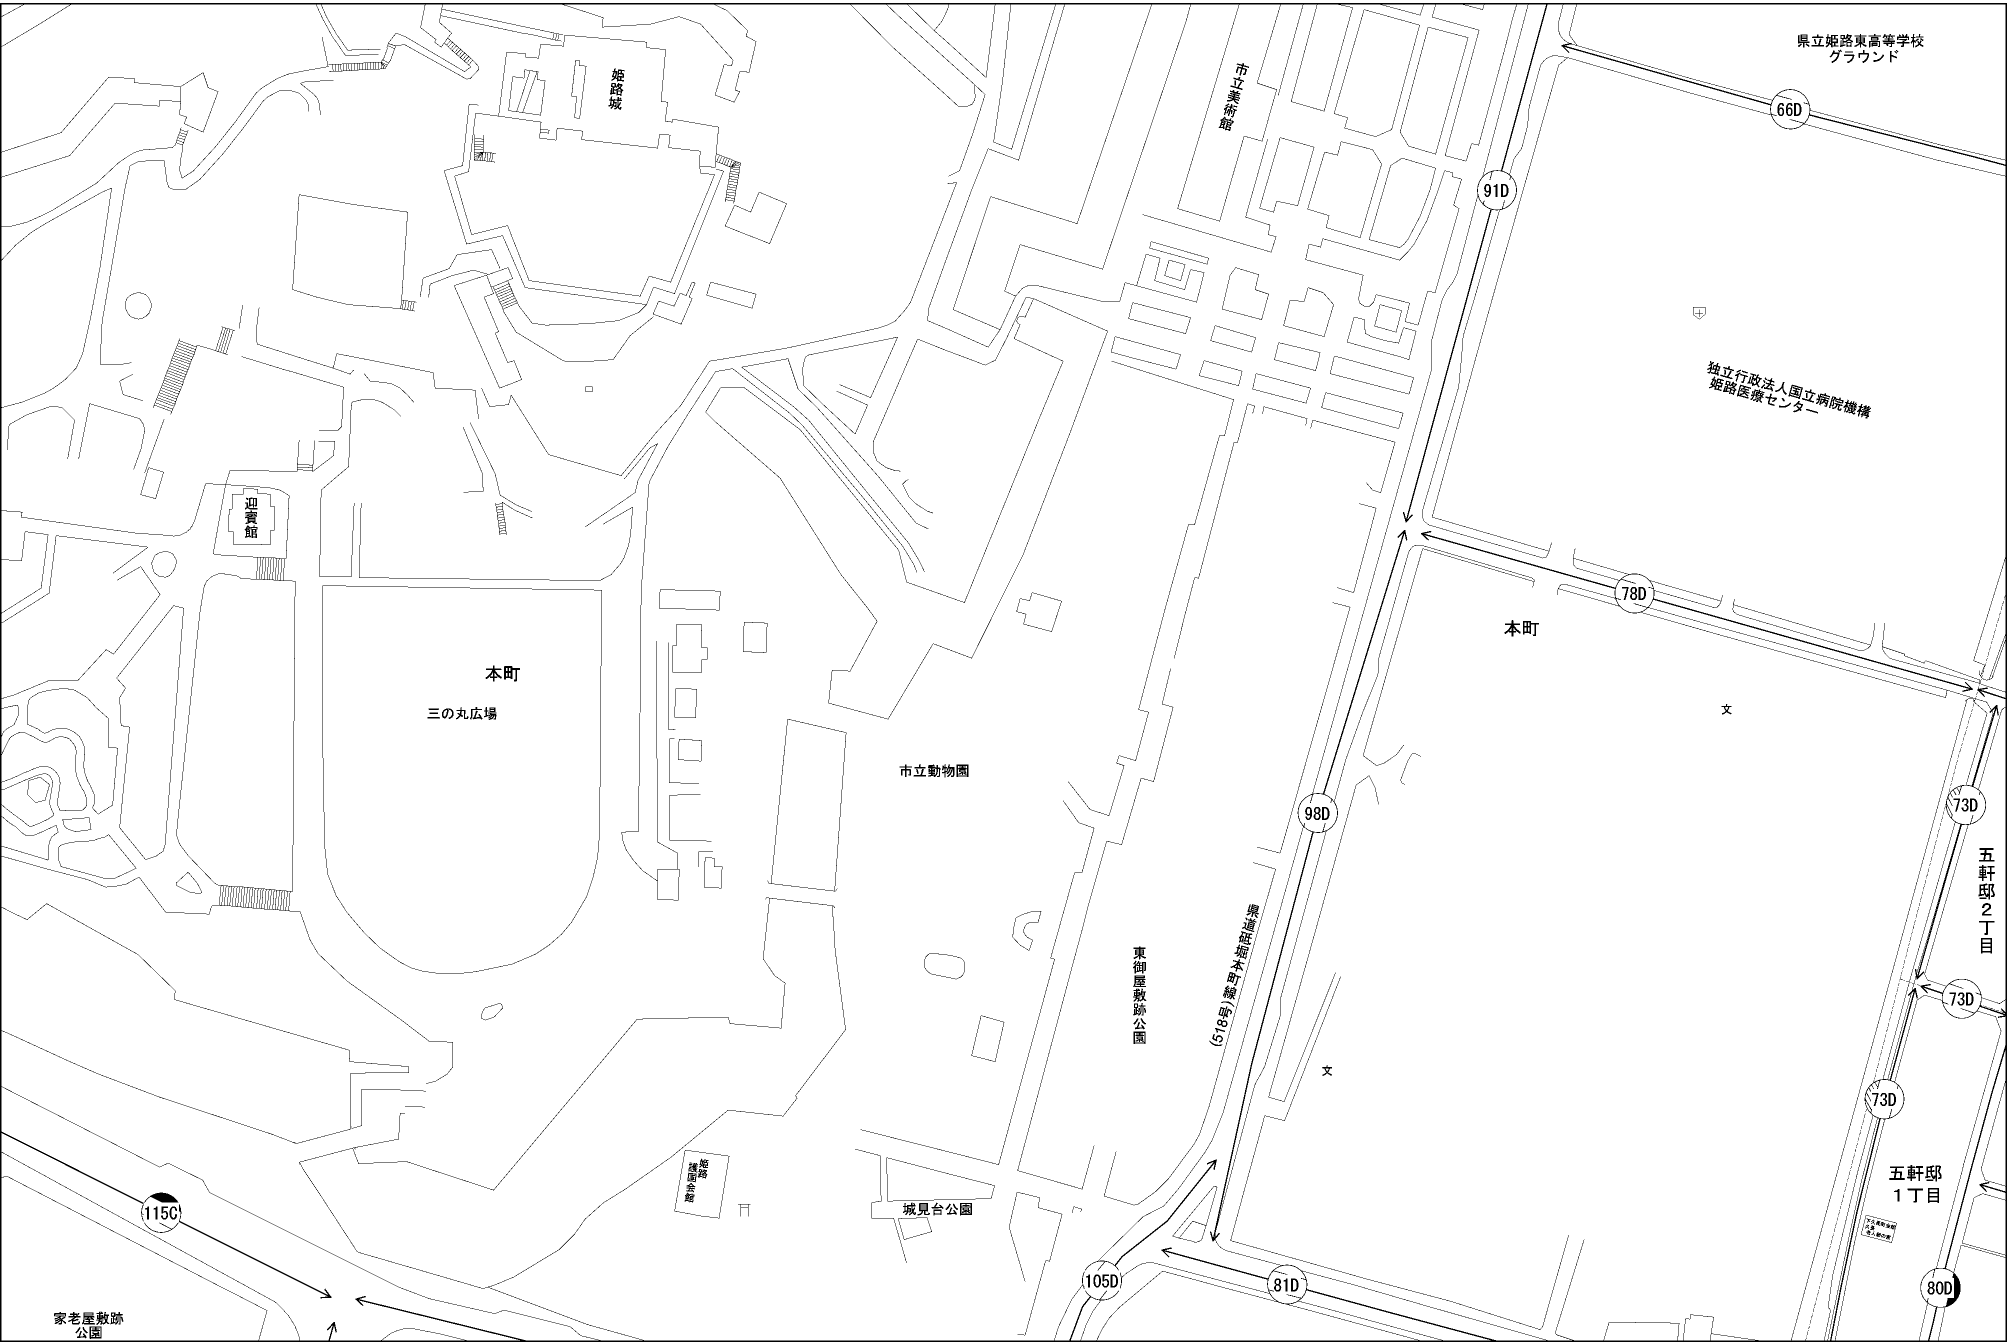 県立姫路東高等学校
グラウンド
姫路城
市立美術館
66D
91D
独立行政法人国立病院機構
姫路医療センター
迎賓館
78D
本町
本町
三の丸広場
文
市立動物園
73D
98D
五軒邸2丁目
県道砥堀本町線
(518号)
東御屋敷跡公園
73D
文
73D
姫路
護国会館
五軒邸
1丁目
城見台公園
115C
105D
81D
80D
家老屋敷跡
公園